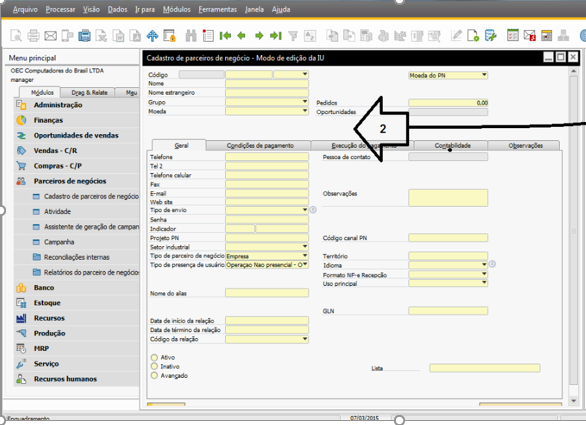 Arquivo Processar Visão Dados Ir para Módulos Ferramentas Janela Ajuda
Menu principal
OEC Computadores do Brasil LTDA
manager
Módulos Drag & Relate Meu
Administração
Finanças
Oportunidades de vendas
Vendas - C/R
Compras - C/P
Parceiros de negócios
Cadastro de parceiros de negócio
Atividade
Assistente de geração de campan
Campanha
Reconciliações internas
Relatórios do parceiro de negócio
Banco
Estoque
Recursos
Produção
MRP
Serviço
Recursos humanos
Cadastro de parceiros de negócio - Modo de edição da IU
Código Moeda do PN
Nome
Nome estrangeiro
Grupo Pedidos 0,00
Moeda Oportunidades
2
Geral Condições de pagamento Execução do pagamento Contabilidade Observações
Telefone Pessoa de contato
Tel 2
Telefone celular
Fax
E-mail Observações
Web site
Tipo de envio
Senha
Indicador
Projeto PN Código canal PN
Setor industrial
Tipo de parceiro de negócio Empresa Território
Tipo de presença de usuário Operaçao Nao presencial - O Idioma
Formato NF-e Recepcão
Uso principal
Nome do alias
GLN
Data de início da relação
Data de término da relação
Código da relação
Ativo
Inativo Lista
Avançado
Enquadramento 07/03/2015